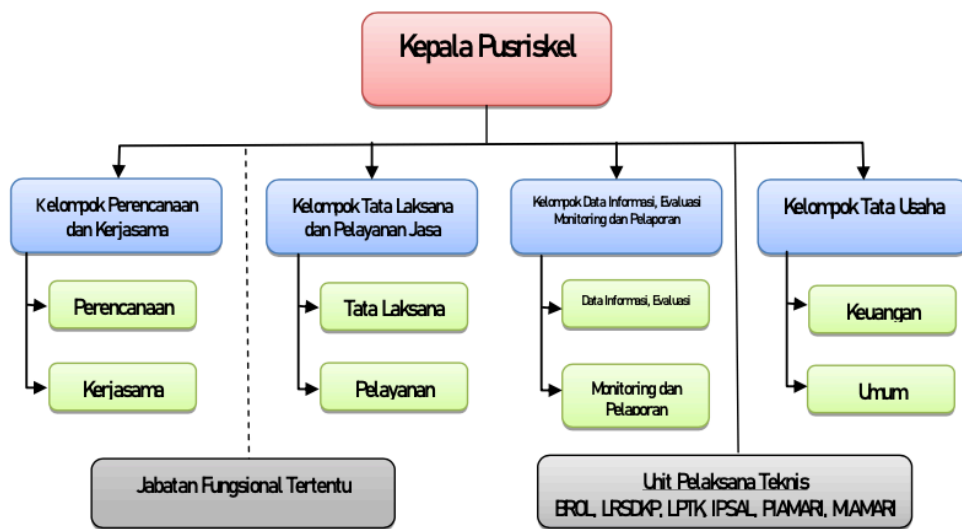 Kepala Pusriskel
Kelompok Perencanaan
dan Kerjasama
Kelompok Tata Laksana
dan Pelayanan Jasa
Kelompok Data Informasi, Evaluasi
Monitoring dan Pelaporan
Kelompok Tata Usaha
Perencanaan
Tata Laksana
Data Informasi, Evaluasi
Keuangan
Kerjasama
Pelayanan
Monitoring dan
Pelaporan
Umum
Jabatan Fungsional Tertentu
Unit Pelaksana Teknis
BROL, LRSDKP, LPTK, IPSAL, PIAMARI, MIAMARI